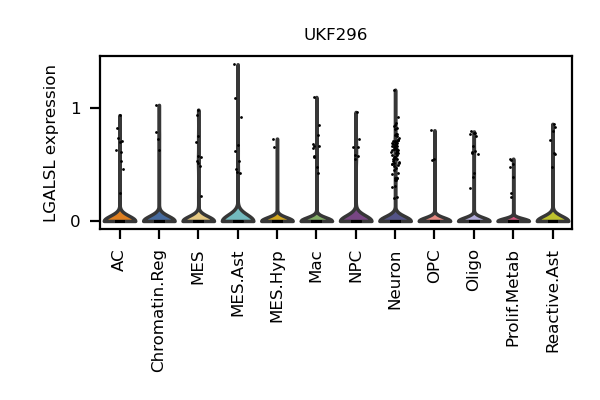 UKF296
LGALSL expression
1
0
AC
Chromatin.Reg
MES
MES.Ast
MES.Hyp
Mac
NPC
Neuron
OPC
Oligo
Prolif.Metab
Reactive.Ast